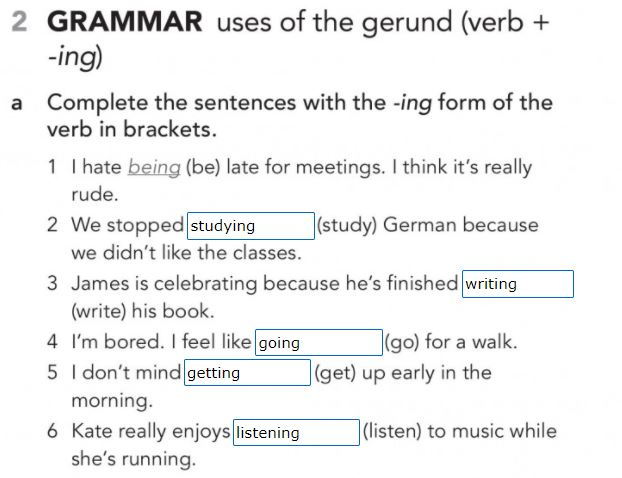 2 GRAMMAR uses of the gerund (verb +
-ing)
a Complete the sentences with the -ing form of the
verb in brackets.
1 I hate being (be) late for meetings. I think it's really
rude.
2 We stopped studying (study) German because
we didn't like the classes.
3 James is celebrating because he's finished writing
(write) his book.
4 I'm bored. I feel like going (go) for a walk.
5 I don't mind getting (get) up early in the
morning.
6 Kate really enjoys listening (listen) to music while
she's running.